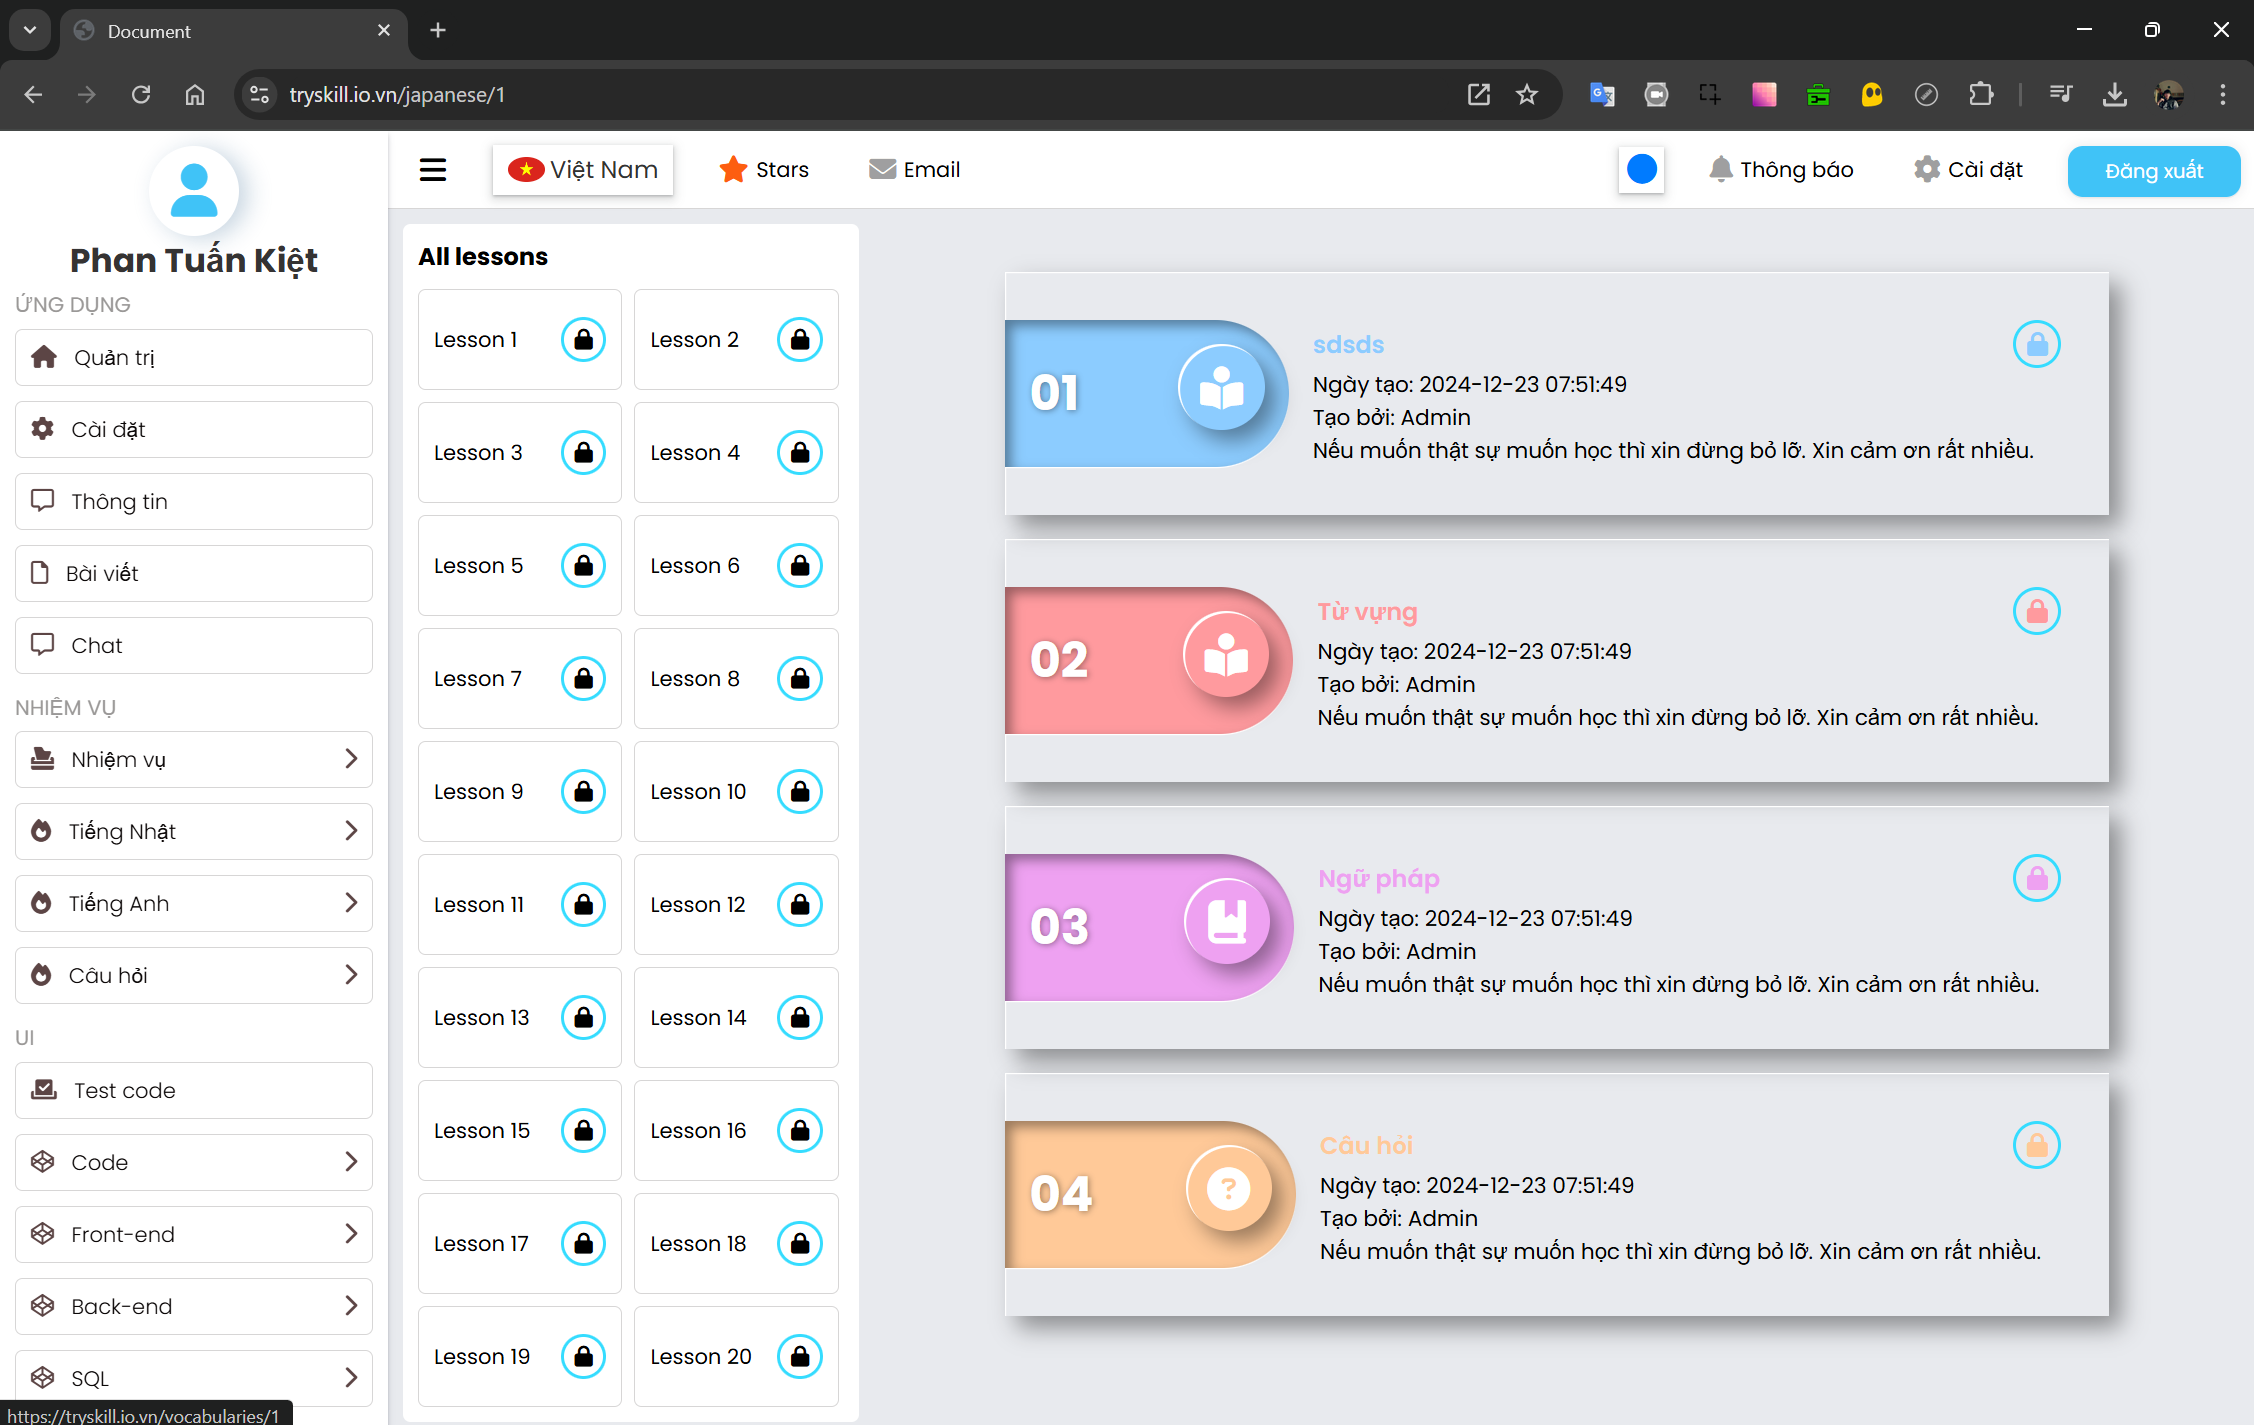 Document
tryskill.io.vn/japanese/1
Phan Tuấn Kiệt
ỨNG DỤNG
Quản trị
Cài đặt
Thông tin
Bài viết
Chat
NHIỆM VỤ
Nhiệm vụ
Tiếng Nhật
Tiếng Anh
Câu hỏi
UI
Test code
Code
Front-end
Back-end
SQL
https://tryskill.io.vn/vocabularies/1
Việt Nam
Stars
Email
Thông báo
Cài đặt
Đăng xuất
All lessons
Lesson 1
Lesson 2
Lesson 3
Lesson 4
Lesson 5
Lesson 6
Lesson 7
Lesson 8
Lesson 9
Lesson 10
Lesson 11
Lesson 12
Lesson 13
Lesson 14
Lesson 15
Lesson 16
Lesson 17
Lesson 18
Lesson 19
Lesson 20
01
sdsds
Ngày tạo: 2024-12-23 07:51:49
Tạo bởi: Admin
Nếu muốn thật sự muốn học thì xin đừng bỏ lỡ. Xin cảm ơn rất nhiều.
02
Từ vựng
Ngày tạo: 2024-12-23 07:51:49
Tạo bởi: Admin
Nếu muốn thật sự muốn học thì xin đừng bỏ lỡ. Xin cảm ơn rất nhiều.
03
Ngữ pháp
Ngày tạo: 2024-12-23 07:51:49
Tạo bởi: Admin
Nếu muốn thật sự muốn học thì xin đừng bỏ lỡ. Xin cảm ơn rất nhiều.
04
Câu hỏi
Ngày tạo: 2024-12-23 07:51:49
Tạo bởi: Admin
Nếu muốn thật sự muốn học thì xin đừng bỏ lỡ. Xin cảm ơn rất nhiều.